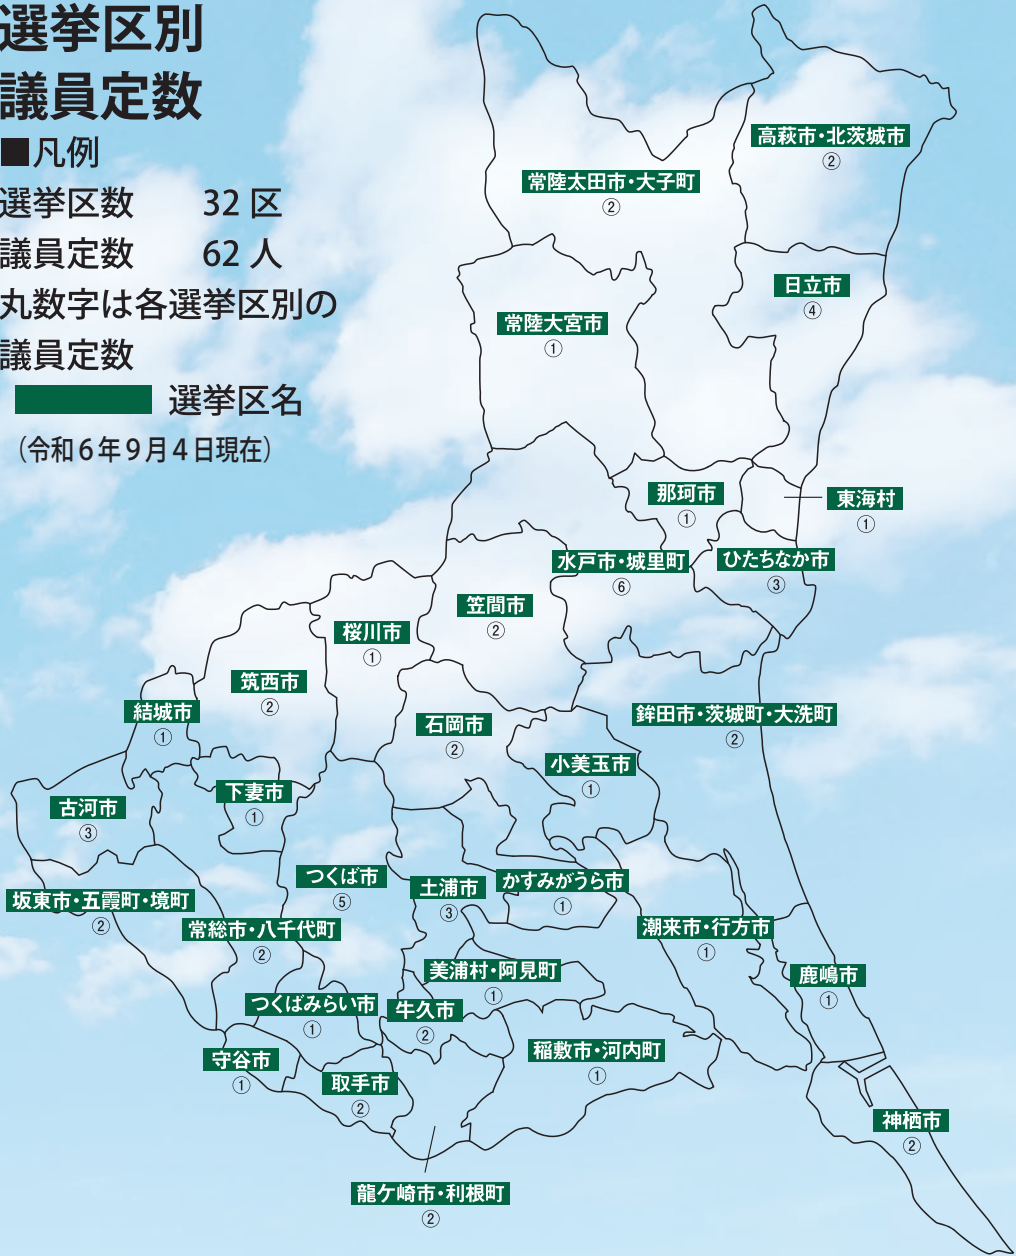 選挙区別
議員定数
■凡例
選挙区数 32 区
議員定数 62 人
丸数字は各選挙区別の
議員定数
選挙区名
（令和６年９月４日現在）
高萩市・北茨城市
②
常陸太田市・大子町
②
日立市
④
常陸大宮市
①
那珂市
①
東海村
①
水戸市・城里町
⑥
ひたちなか市
③
笠間市
②
桜川市
①
筑西市
②
結城市
①
石岡市
②
鉾田市・茨城町・大洗町
②
小美玉市
①
下妻市
①
古河市
③
つくば市
⑤
土浦市
③
かすみがうら市
①
坂東市・五霞町・境町
②
常総市・八千代町
②
潮来市・行方市
①
美浦村・阿見町
①
鹿嶋市
①
つくばみらい市
①
牛久市
②
稲敷市・河内町
①
守谷市
①
取手市
②
神栖市
②
龍ケ崎市・利根町
②